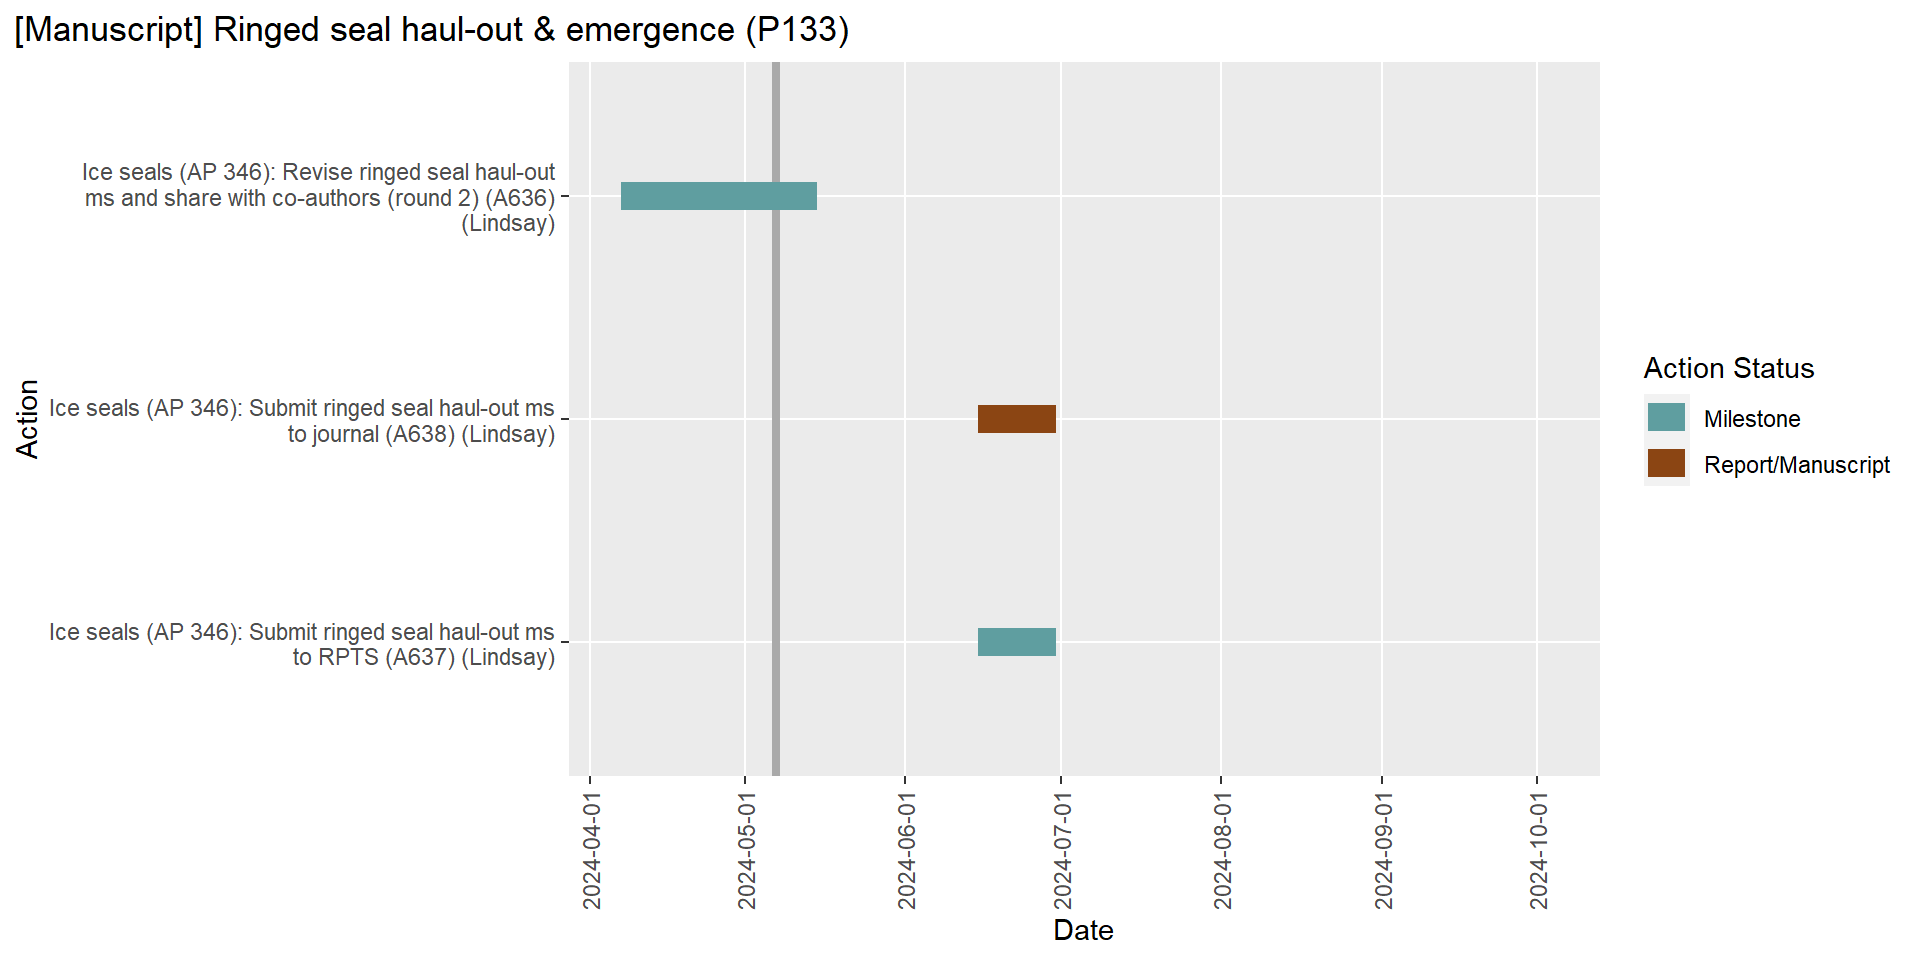 [Manuscript] Ringed seal haul-out & emergence (P133)
Ice seals (AP 346): Revise ringed seal haul-out
ms and share with co-authors (round 2) (A636)
(Lindsay)
Ice seals (AP 346): Submit ringed seal haul-out ms
to journal (A638) (Lindsay)
Ice seals (AP 346): Submit ringed seal haul-out ms
to RPTS (A637) (Lindsay)
Action
2024-04-01
2024-05-01
2024-06-01
2024-07-01
2024-08-01
2024-09-01
2024-10-01
Date
Action Status
Milestone
Report/Manuscript